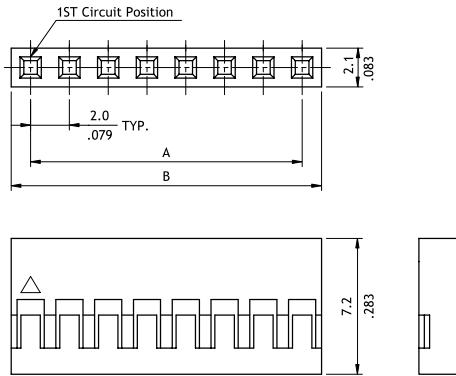 1ST Circuit Position
2.1
.083
2.0
.079
TYP.
A
B
7.2
.283